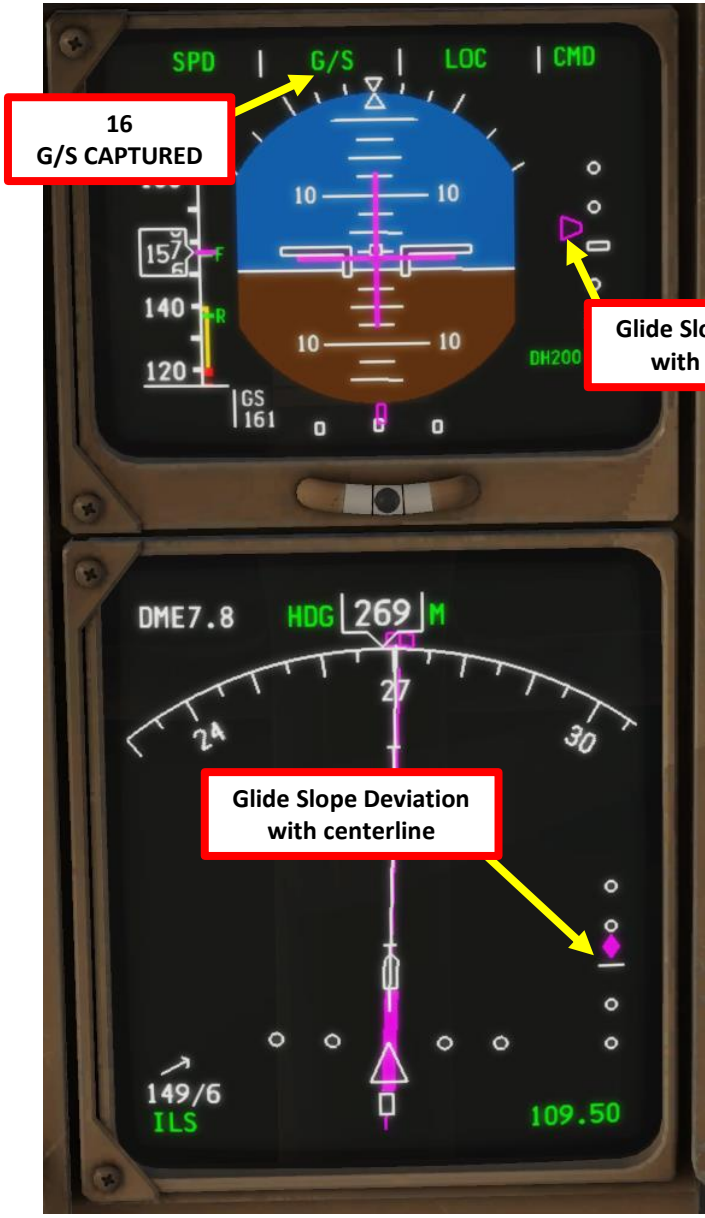 SPD | G/S | LOC | CMD
16
G/S CAPTURED
10 10
157
6
F
140
R
10 10
120
DH200
Glide Slo
with
GS
161
DME7.8 HDG 269 M
24 27 30
Glide Slope Deviation
with centerline
149/6
ILS 109.50